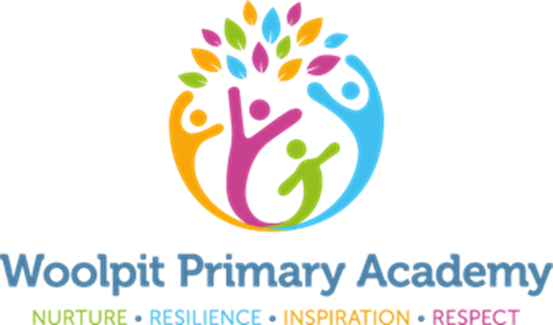 Woolpit Primary Academy
NURTURE • RESILIENCE • INSPIRATION • RESPECT